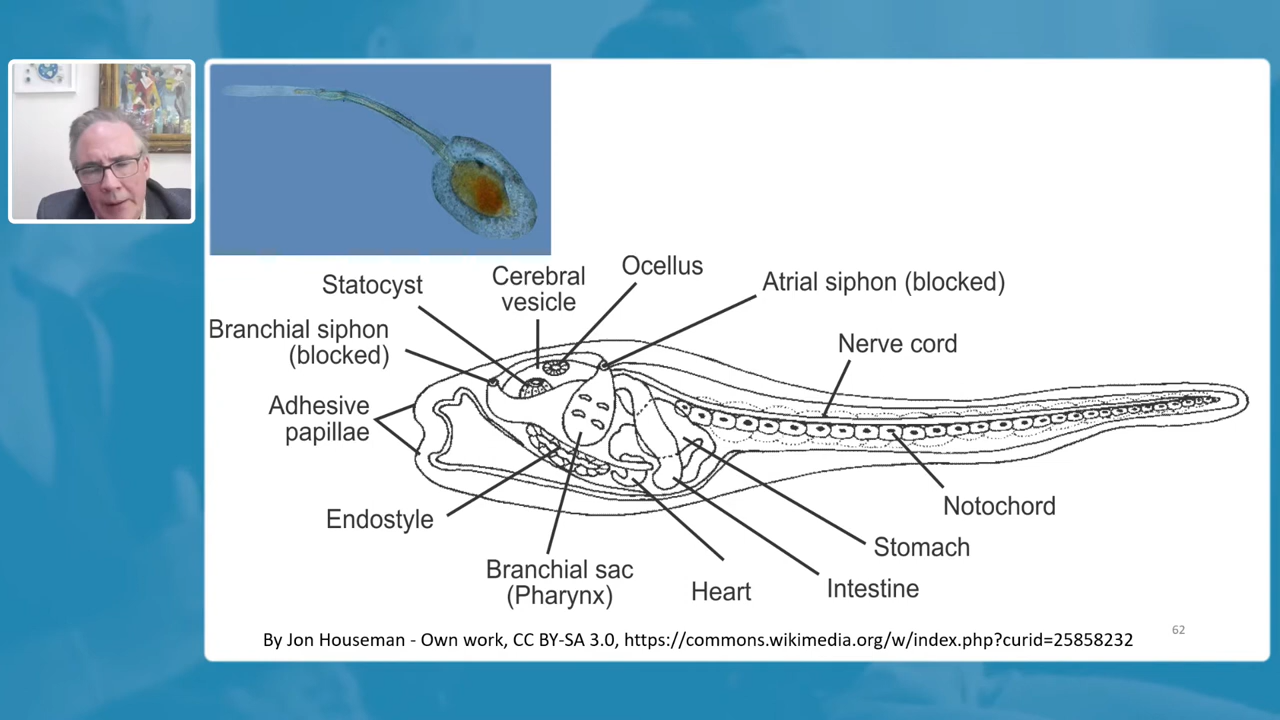 Statocyst
Cerebral
vesicle
Ocellus
Atrial siphon (blocked)
Branchial siphon
(blocked)
Nerve cord
Adhesive
papillae
Endostyle
Notochord
Branchial sac
(Pharynx)
Heart
Intestine
Stomach
By Jon Houseman - Own work, CC BY-SA 3.0, https://commons.wikimedia.org/w/index.php?curid=25858232
62